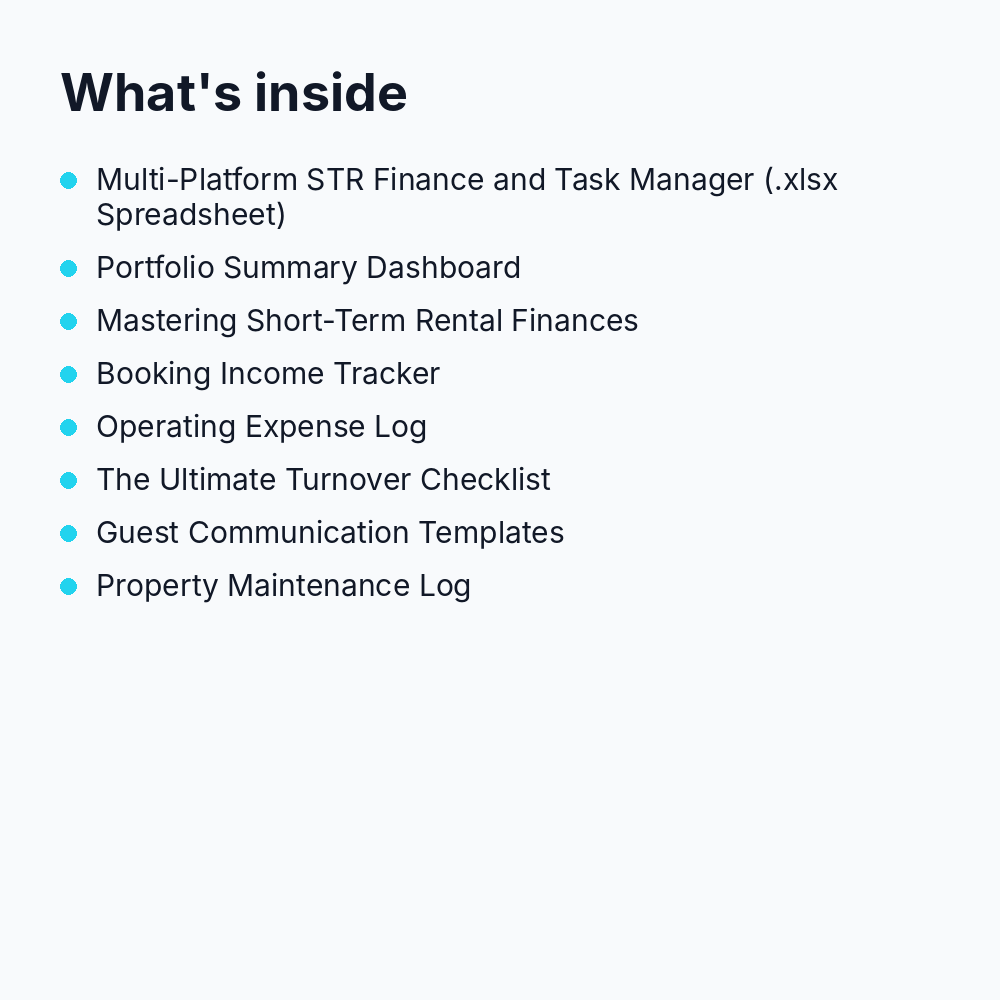 What's inside
Multi-Platform STR Finance and Task Manager (.xlsx
Spreadsheet)
Portfolio Summary Dashboard
Mastering Short-Term Rental Finances
Booking Income Tracker
Operating Expense Log
The Ultimate Turnover Checklist
Guest Communication Templates
Property Maintenance Log